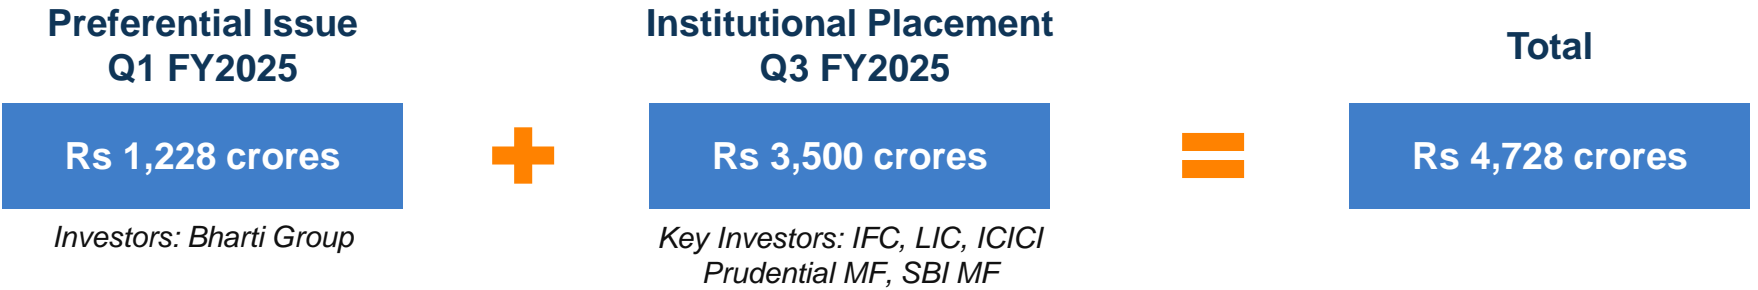 Preferential Issue
Q1 FY2025
Rs 1,228 crores
Investors: Bharti Group
Institutional Placement
Q3 FY2025
Rs 3,500 crores
Key Investors: IFC, LIC, ICICI
Prudential MF, SBI MF
Total
Rs 4,728 crores